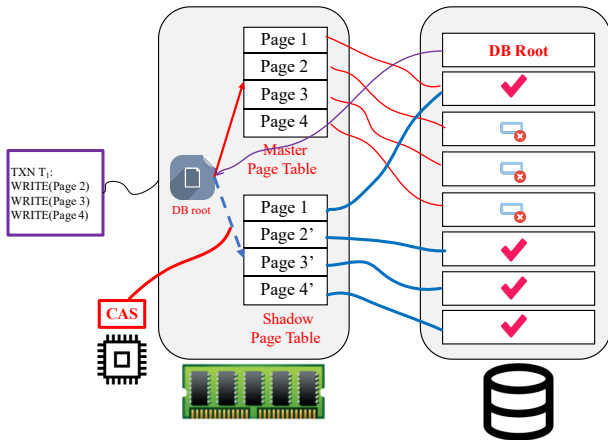 TXN T₁:
WRITE(Page 2)
WRITE(Page 3)
WRITE(Page 4)
CAS
Page 1
Page 2
Page 3
Page 4
Master
Page Table
DB root
Page 1
Page 2’
Page 3’
Page 4’
Shadow
Page Table
DB Root